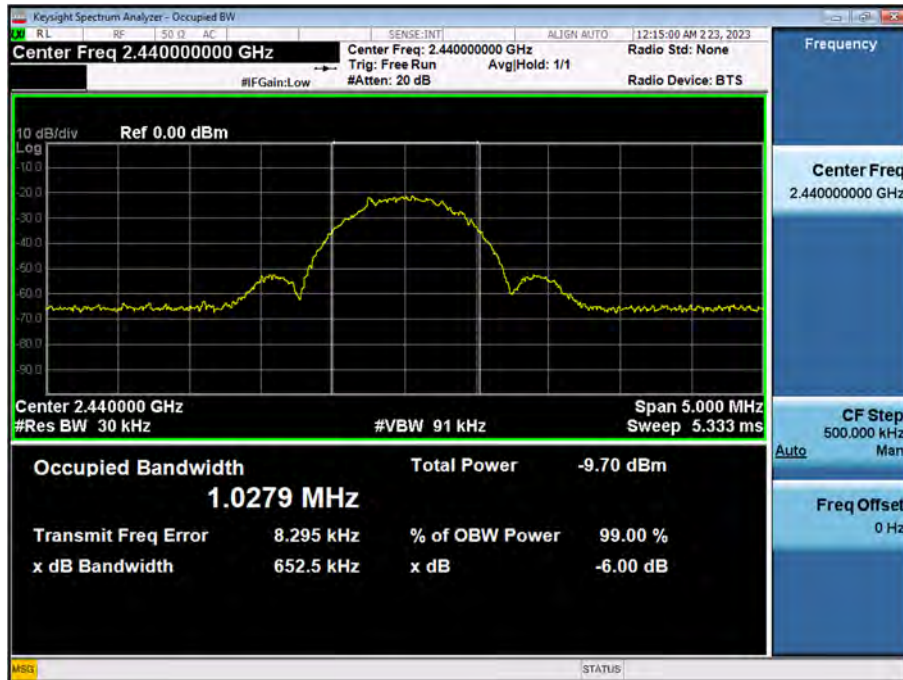 Keysight Spectrum Analyzer - Occupied BW
RL RF 50 Ω AC SENSE:INT ALIGN AUTO 12:15:00 AM 2 23, 2023
Center Freq 2.440000000 GHz
Center Freq: 2.440000000 GHz Radio Std: None
Trig: Free Run Avg|Hold: 1/1
#IFGain:Low #Atten: 20 dB Radio Device: BTS
10 dB/div Ref 0.00 dBm
Log
-10.0
-20.0
-30.0
-40.0
-50.0
-60.0
-70.0
-80.0
-90.0
Center 2.440000 GHz Span 5.000 MHz
#Res BW 30 kHz #VBW 91 kHz Sweep 5.333 ms
Occupied Bandwidth Total Power -9.70 dBm
1.0279 MHz
Transmit Freq Error 8.295 kHz % of OBW Power 99.00 %
x dB Bandwidth 652.5 kHz x dB -6.00 dB
MSG STATUS
Frequency
Center Freq
2.440000000 GHz
CF Step
500.000 kHz
Auto Man
Freq Offset
0 Hz